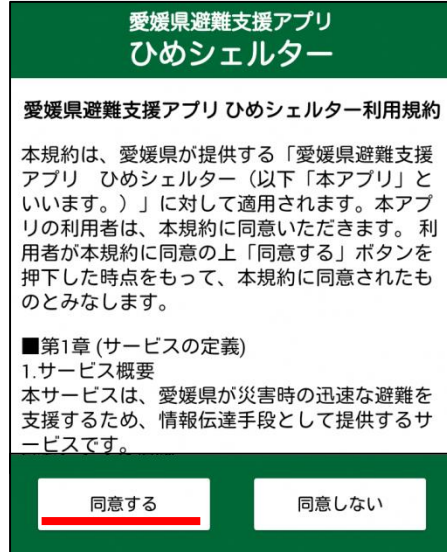 愛媛県避難支援アプリ
ひめシェルター
愛媛県避難支援アプリ ひめシェルター利用規約
本規約は、愛媛県が提供する「愛媛県避難支援
アプリ　ひめシェルター（以下「本アプリ」と
いいます。）」に対して適用されます。本アプ
リの利用者は、本規約に同意いただきます。 利
用者が本規約に同意の上「同意する」ボタンを
押下した時点をもって、本規約に同意されたも
のとみなします。
■第1章 (サービスの定義)
1.サービス概要
本サービスは、愛媛県が災害時の迅速な避難を
支援するため、情報伝達手段として提供するサ
ービスです。
同意する
同意しない